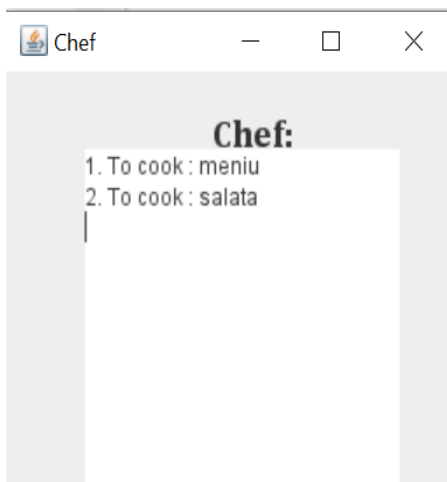 Chef
Chef:
1. To cook : meniu
2. To cook : salata